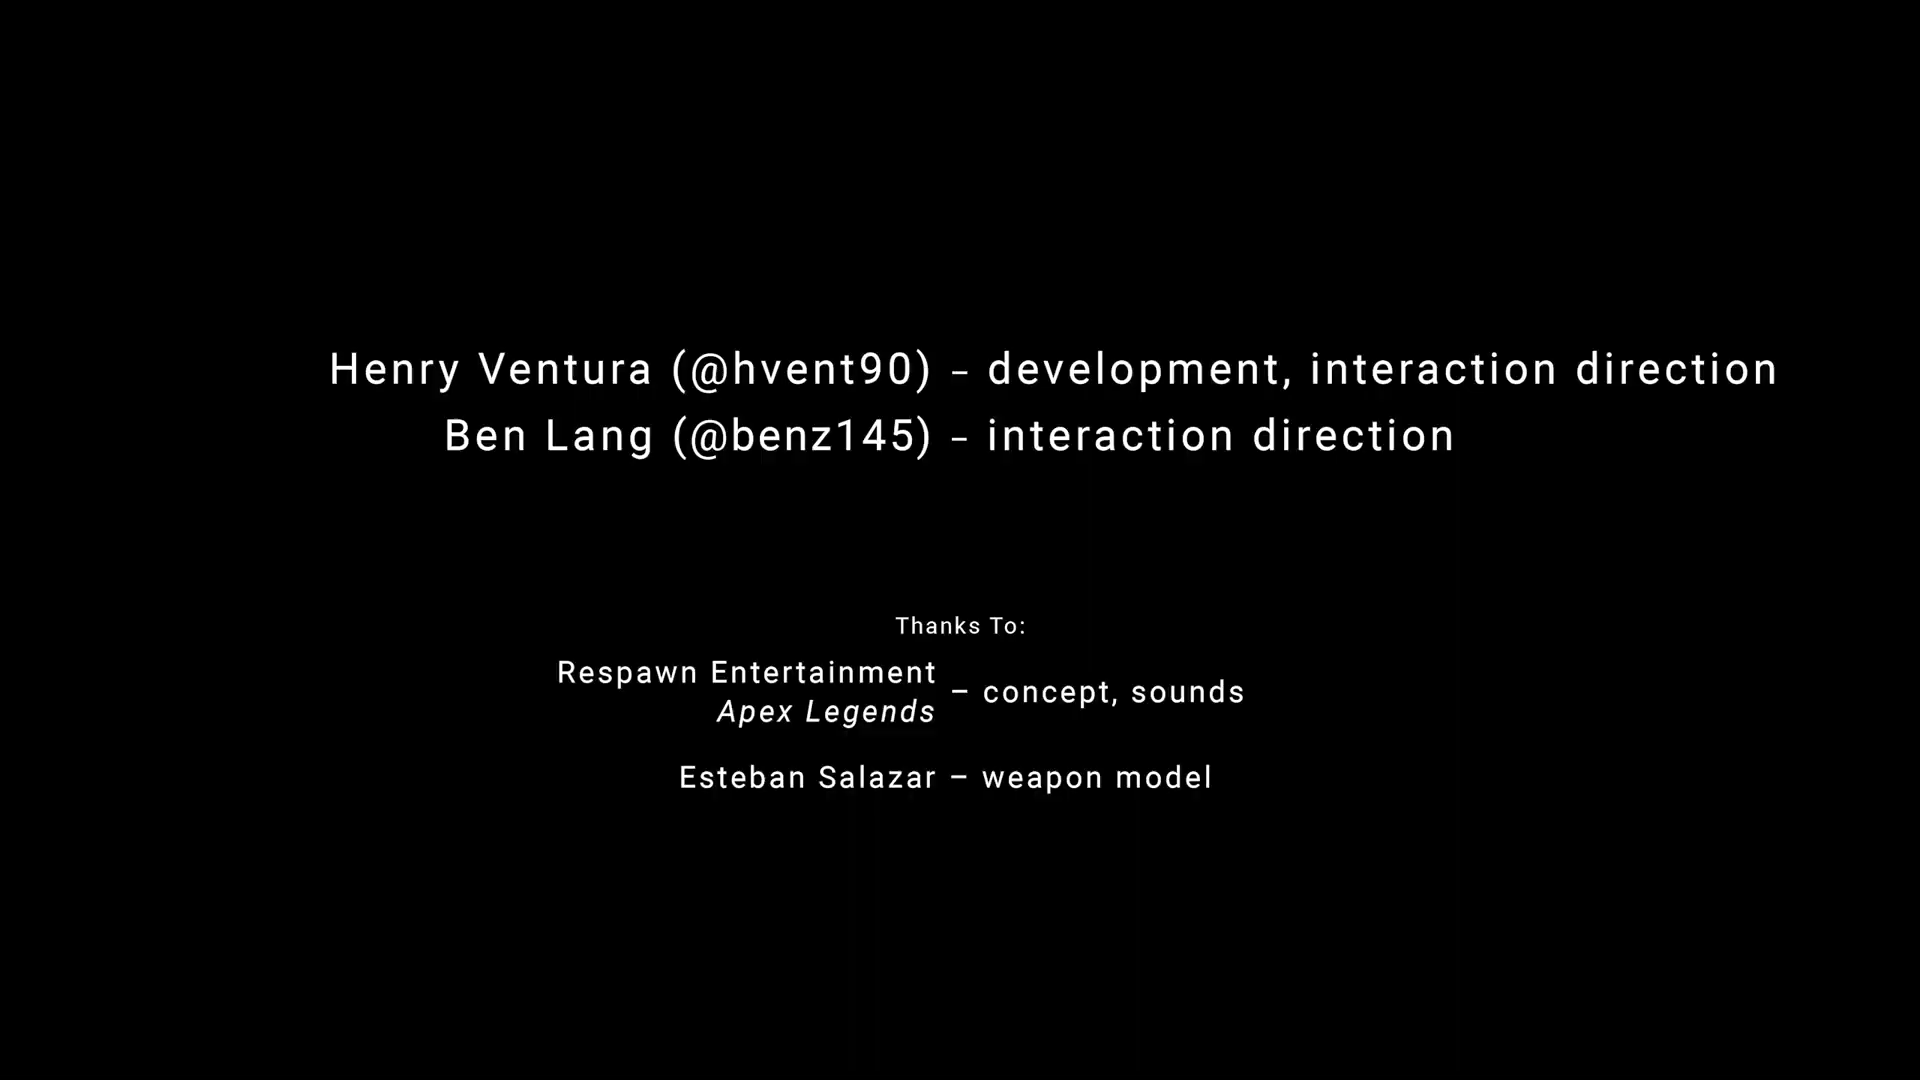 Henry Ventura (@hvent90) – development, interaction direction
Ben Lang (@benz145) – interaction direction
Thanks To:
Respawn Entertainment
Apex Legends
– concept, sounds
Esteban Salazar – weapon model